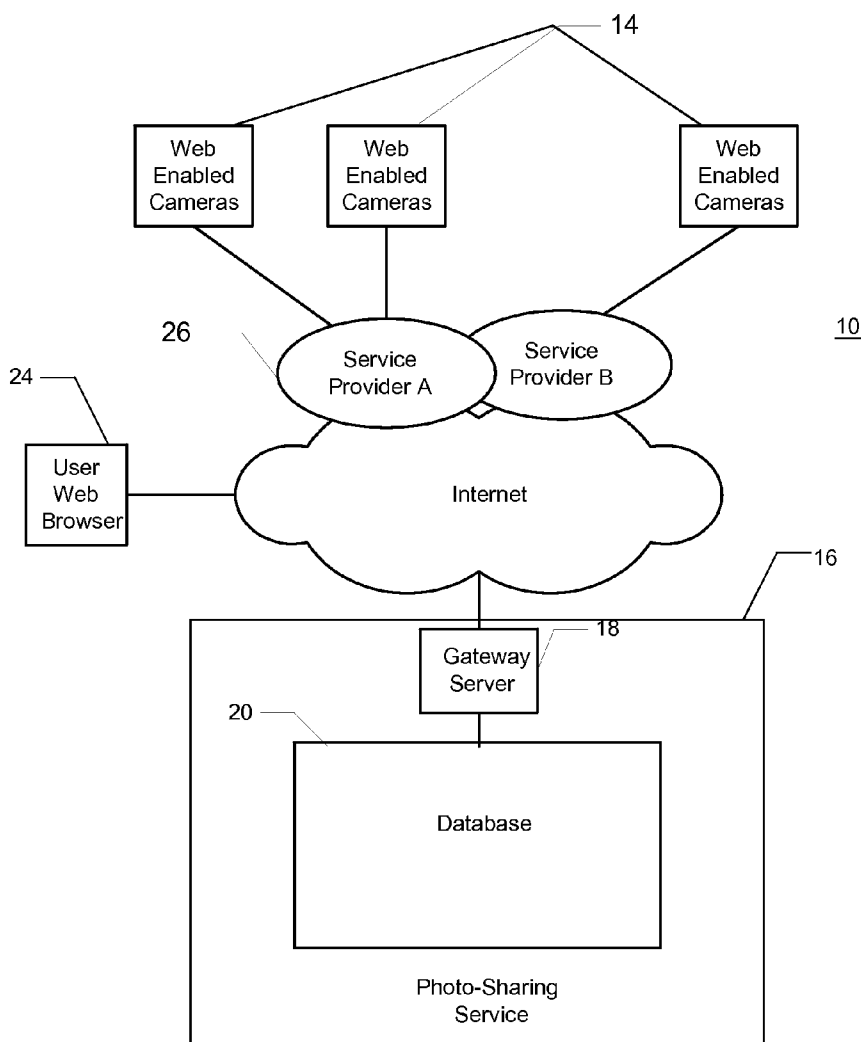 14
Web
Enabled
Cameras
Web
Enabled
Cameras
Web
Enabled
Cameras
26
10
Service
Provider A
Service
Provider B
24
User
Web
Browser
Internet
16
18
Gateway
Server
20
Database
Photo-Sharing
Service